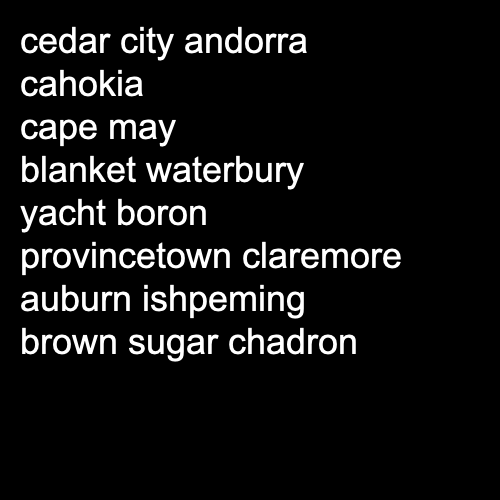 cedar city andorra
cahokia
cape may
blanket waterbury
yacht boron
provincetown claremore
auburn ishpeming
brown sugar chadron